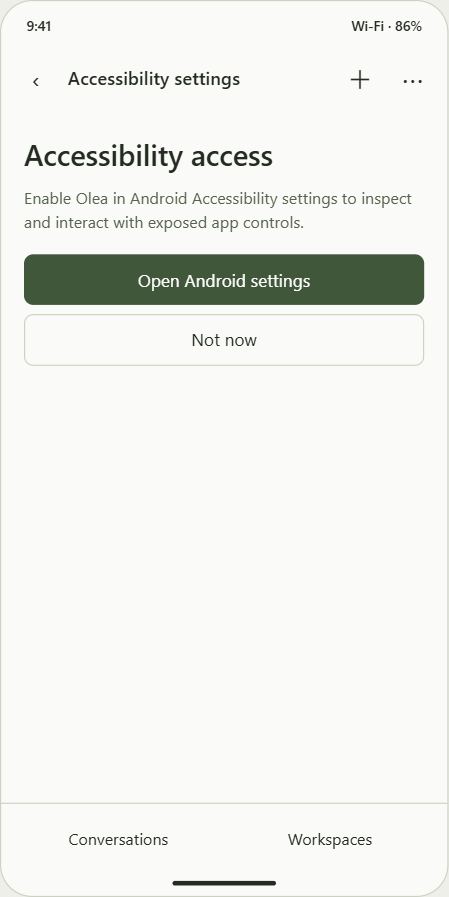 9:41 Wi-Fi · 86%
‹ Accessibility settings + ...
Accessibility access
Enable Olea in Android Accessibility settings to inspect
and interact with exposed app controls.
Open Android settings
Not now
Conversations Workspaces